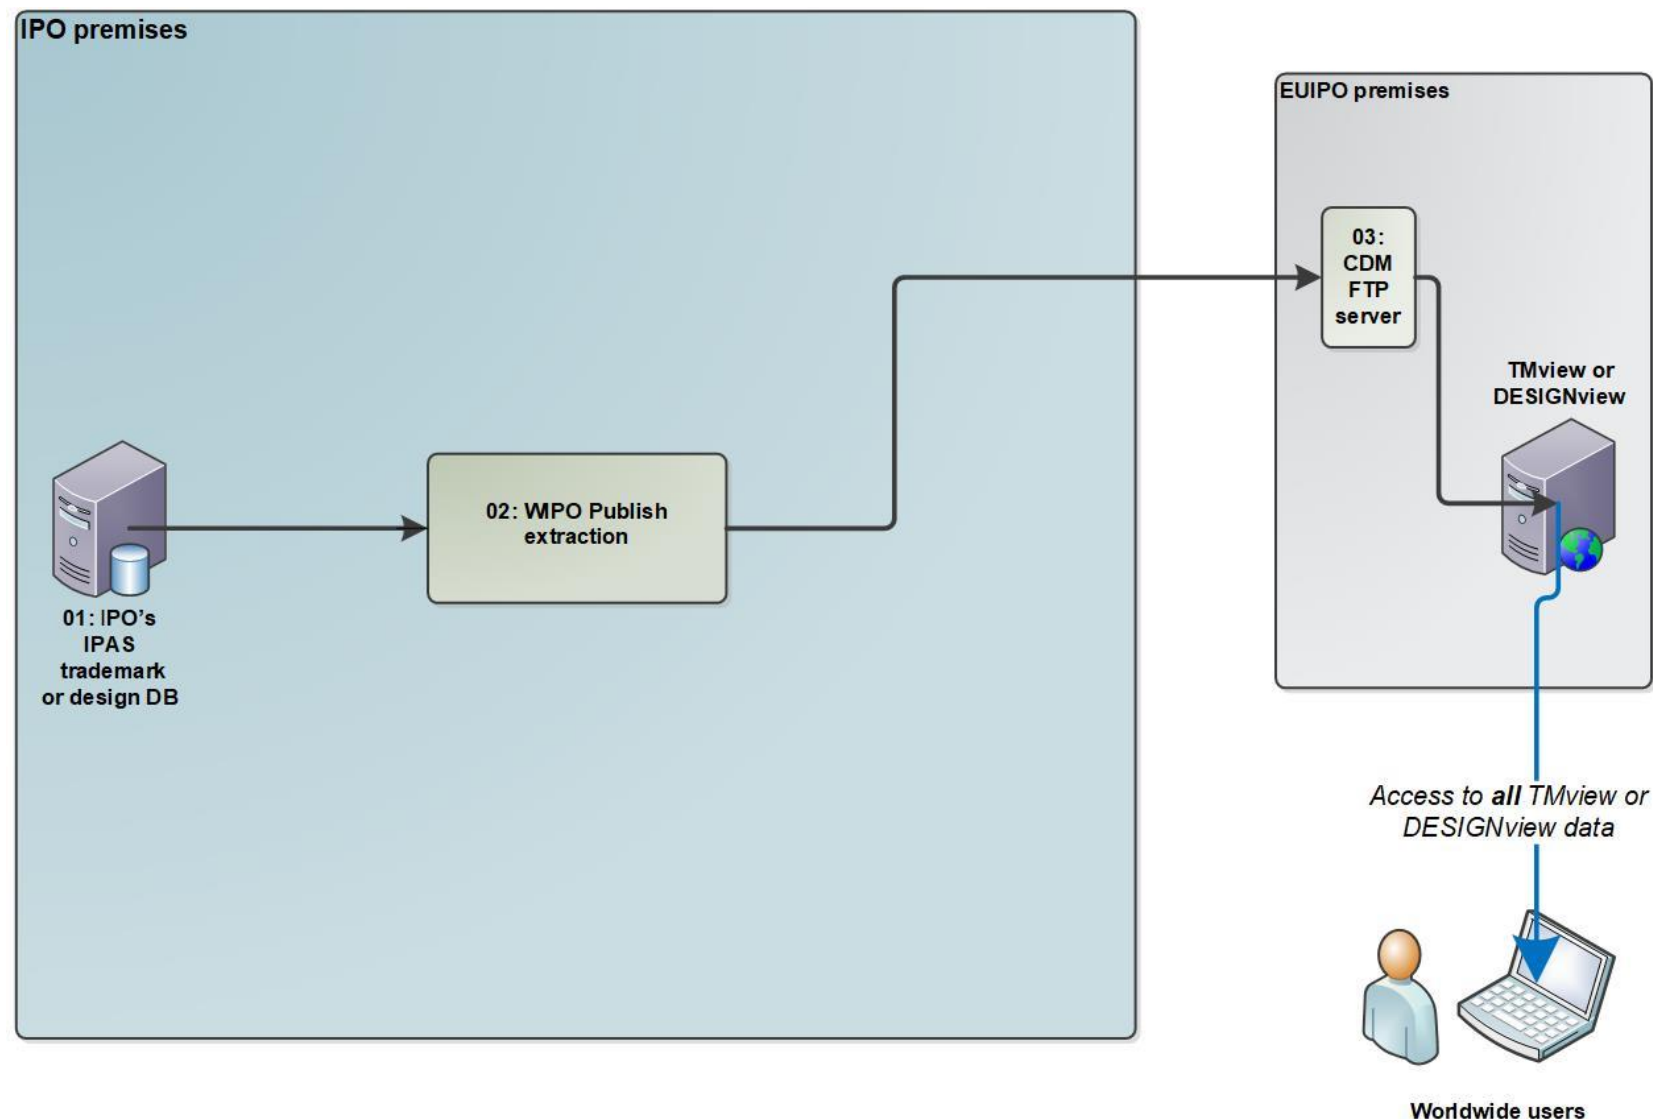 IPO premises
EUIPO premises
03:
CDM
FTP
server
TMview or
DESIGNview
02: WIPO Publish
extraction
01: IPO’s
IPAS
trademark
or design DB
Access to all TMview or
DESIGNview data
Worldwide users